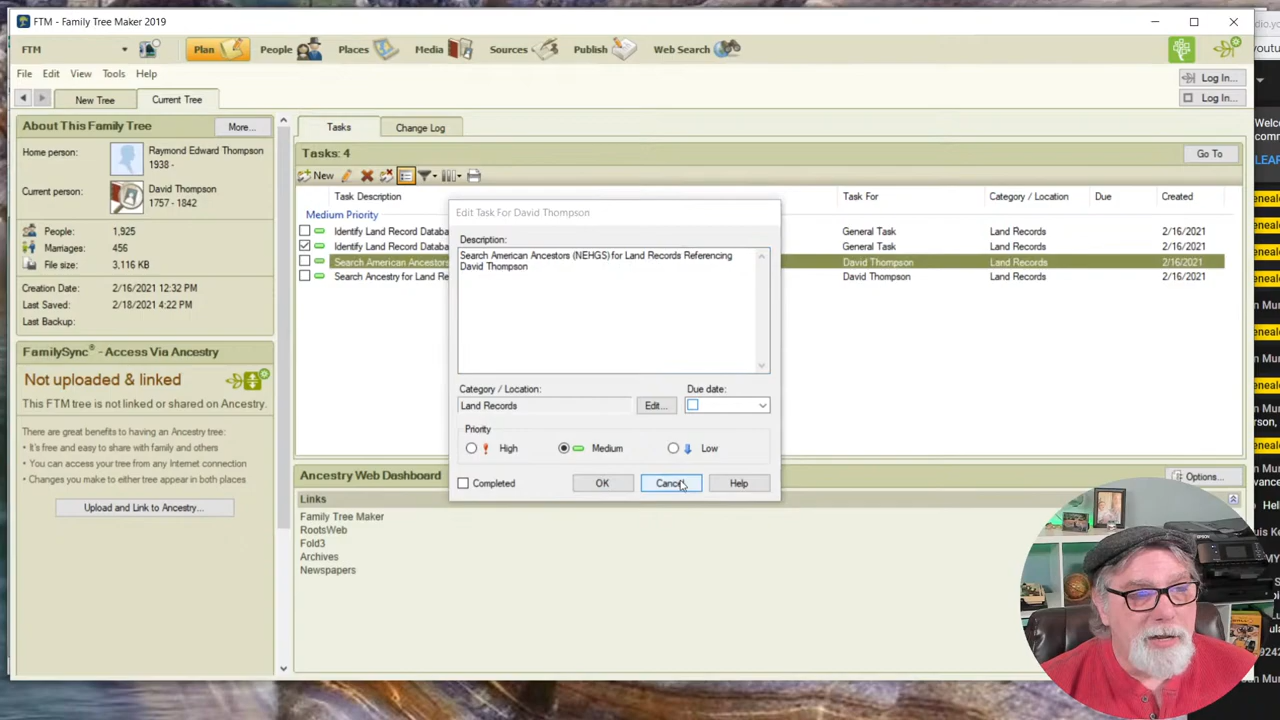 FTM - Family Tree Maker 2019
FTM Plan People Places Media Sources Publish Web Search
File Edit View Tools Help
Log In...
New Tree Current Tree
Log In...
About This Family Tree More...
Home person: Raymond Edward Thompson
1938 -
Current person: David Thompson
1757 - 1842
People: 1,925
Marriages: 456
File size: 3,116 KB
Creation Date: 2/16/2021 12:32 PM
Last Saved: 2/18/2021 4:22 PM
Last Backup:
FamilySync® - Access Via Ancestry
Not uploaded & linked
This FTM tree is not linked or shared on Ancestry.
There are great benefits to having an Ancestry tree:
• It's free and easy to share with family and others
• You can access your tree from any Internet connection
• Changes you make to either tree appear in both places
Upload and Link to Ancestry...
Tasks Change Log
Tasks: 4 Go To
New
Task Description Task For Category / Location Due Created
Medium Priority
Identify Land Record Databa General Task Land Records 2/16/2021
Identify Land Record Databa General Task Land Records 2/16/2021
Search American Ancestors David Thompson Land Records 2/16/2021
Search Ancestry for Land Re David Thompson Land Records 2/16/2021
Edit Task For David Thompson
Description:
Search American Ancestors (NEHGS) for Land Records Referencing
David Thompson
Category / Location: Due date:
Land Records Edit...
Priority
High Medium Low
Completed OK Cancel Help
Ancestry Web Dashboard Options...
Links
Family Tree Maker
RootsWeb
Fold3
Archives
Newspapers